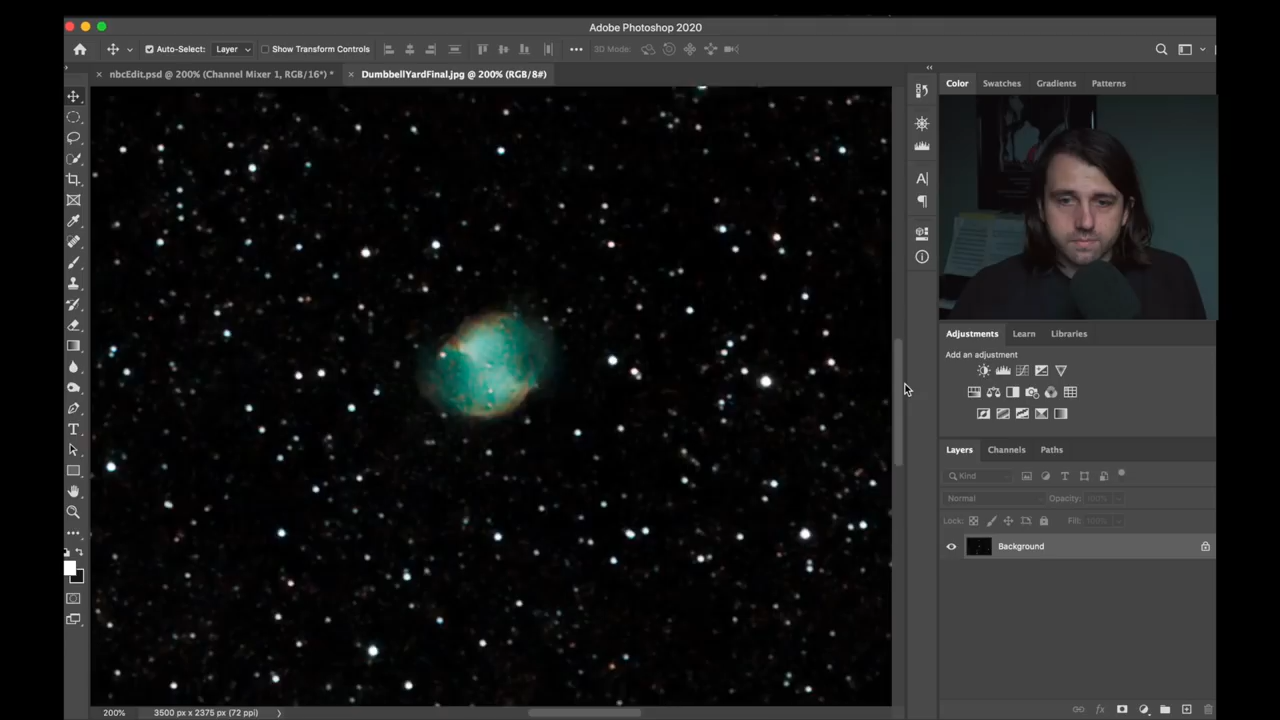 Adobe Photoshop 2020
Auto-Select: Layer Show Transform Controls 3D Mode:
nbcEdit.psd @ 200% (Channel Mixer 1, RGB/16*) * DumbbellYardFinal.jpg @ 200% (RGB/8#)
Color Swatches Gradients Patterns
Adjustments Learn Libraries
Add an adjustment
Layers Channels Paths
Kind
Normal Opacity: 100%
Lock: Fill: 100%
Background
200% 3500 px x 2375 px (72 ppi)